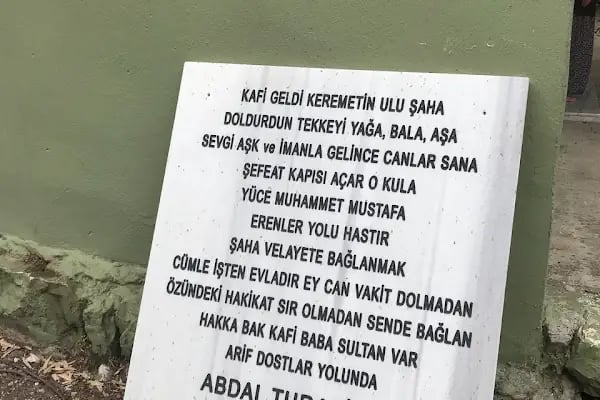 KAFİ GELDİ KEREMETİN ULU ŞAHA
DOLDURDUN TEKKEYİ YAĞA, BALA, AŞA
SEVGİ AŞK ve İMANLA GELİNCE CANLAR SANA
ŞEFEAT KAPISI AÇAR O KULA
YÜCE MUHAMMET MUSTAFA
ERENLER YOLU HASTIR
ŞAHA VELAYETE BAĞLANMAK
CÜMLE İŞTEN EVLADIR EY CAN VAKİT DOLMADAN
ÖZÜNDEKİ HAKİKAT SIR OLMADAN SENDE BAĞLAN
HAKKA BAK KAFİ BABA SULTAN VAR
ARİF DOSTLAR YOLUNDA
ABDAL